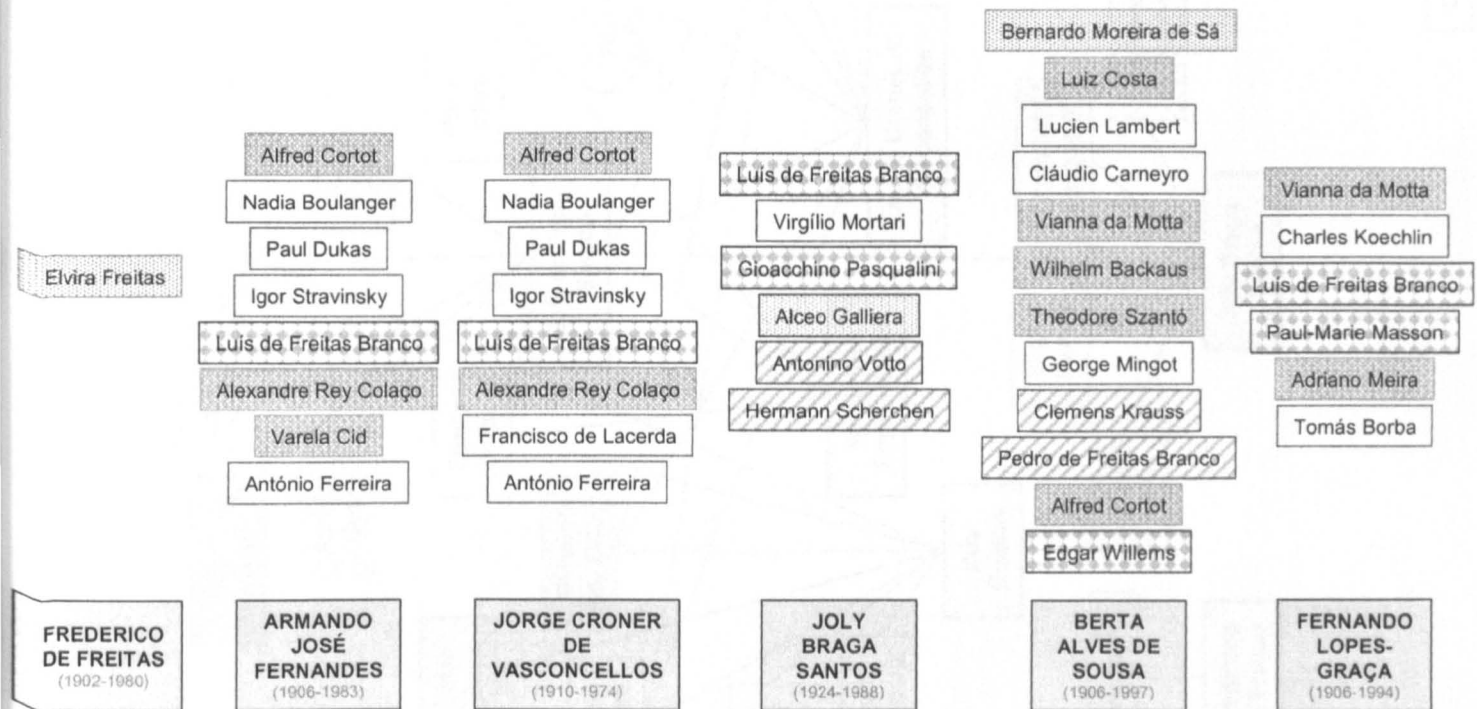 Elvira Freitas
FREDERICO
DE FREITAS
(1902-1980)
Alfred Cortot
Nadia Boulanger
Paul Dukas
Igor Stravinsky
Luís de Freitas Branco
Alexandre Rey Colaço
Varela Cid
António Ferreira
ARMANDO
JOSÉ
FERNANDES
(1906-1983)
Alfred Cortot
Nadia Boulanger
Paul Dukas
Igor Stravinsky
Luís de Freitas Branco
Alexandre Rey Colaço
Francisco de Lacerda
António Ferreira
JORGE CRONER
DE
VASCONCELLOS
(1910-1974)
Luís de Freitas Branco
Virgílio Mortari
Gioacchino Pasqualini
Alceo Galliera
Antonino Votto
Hermann Scherchen
JOLY
BRAGA
SANTOS
(1924-1988)
Bernardo Moreira de Sá
Luiz Costa
Lucien Lambert
Cláudio Carneyro
Vianna da Motta
Wilhelm Backaus
Theodore Szantó
George Mingot
Clemens Krauss
Pedro de Freitas Branco
Alfred Cortot
Edgar Willems
BERTA
ALVES DE
SOUSA
(1906-1997)
Vianna da Motta
Charles Koechlin
Luís de Freitas Branco
Paul-Marie Masson
Adriano Meira
Tomás Borba
FERNANDO
LOPES-
GRAÇA
(1906-1994)